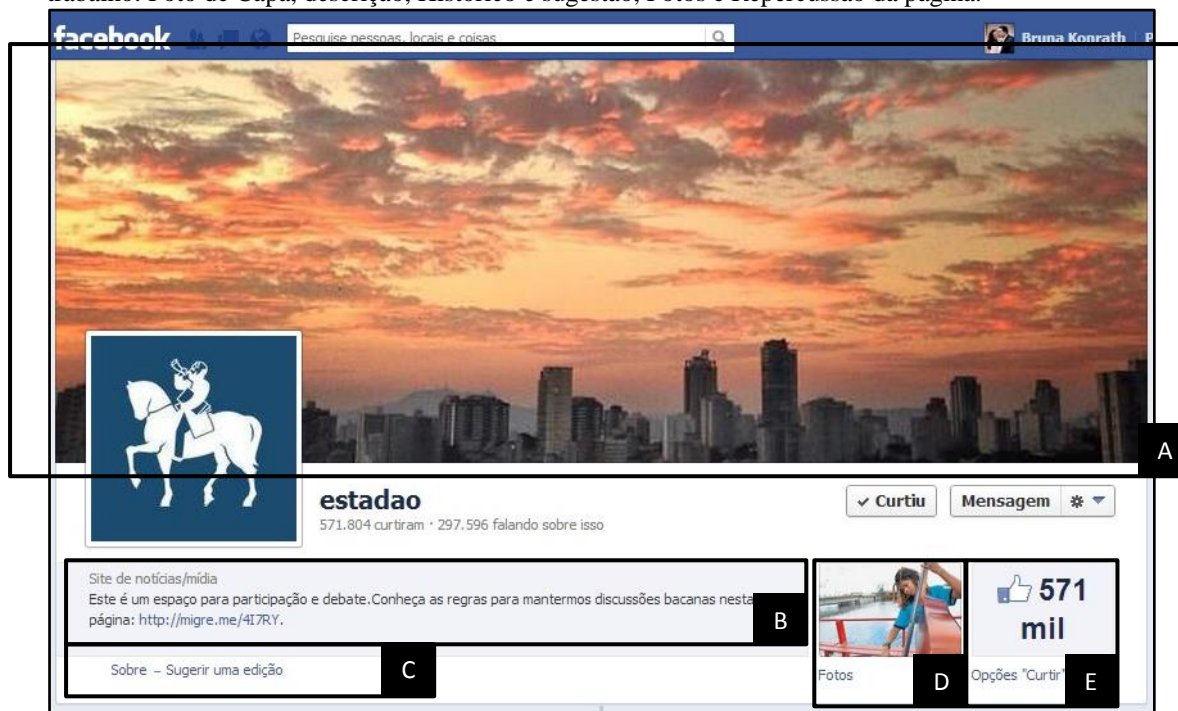 trabalho: Foto de Capa, descrição, Histórico e sugestão, Fotos e Repercussão da página.
facebook
Pesquise pessoas, locais e coisas
Bruna Konrath
P
A
estadao
571.804 curtiram · 297.596 falando sobre isso
✓ Curtiu
Mensagem
Site de notícias/mídia
Este é um espaço para participação e debate.Conheça as regras para mantermos discussões bacanas nesta
página: http://migre.me/4I7RY.
B
Sobre – Sugerir uma edição
C
Fotos
D
571
mil
Opções "Curtir"
E